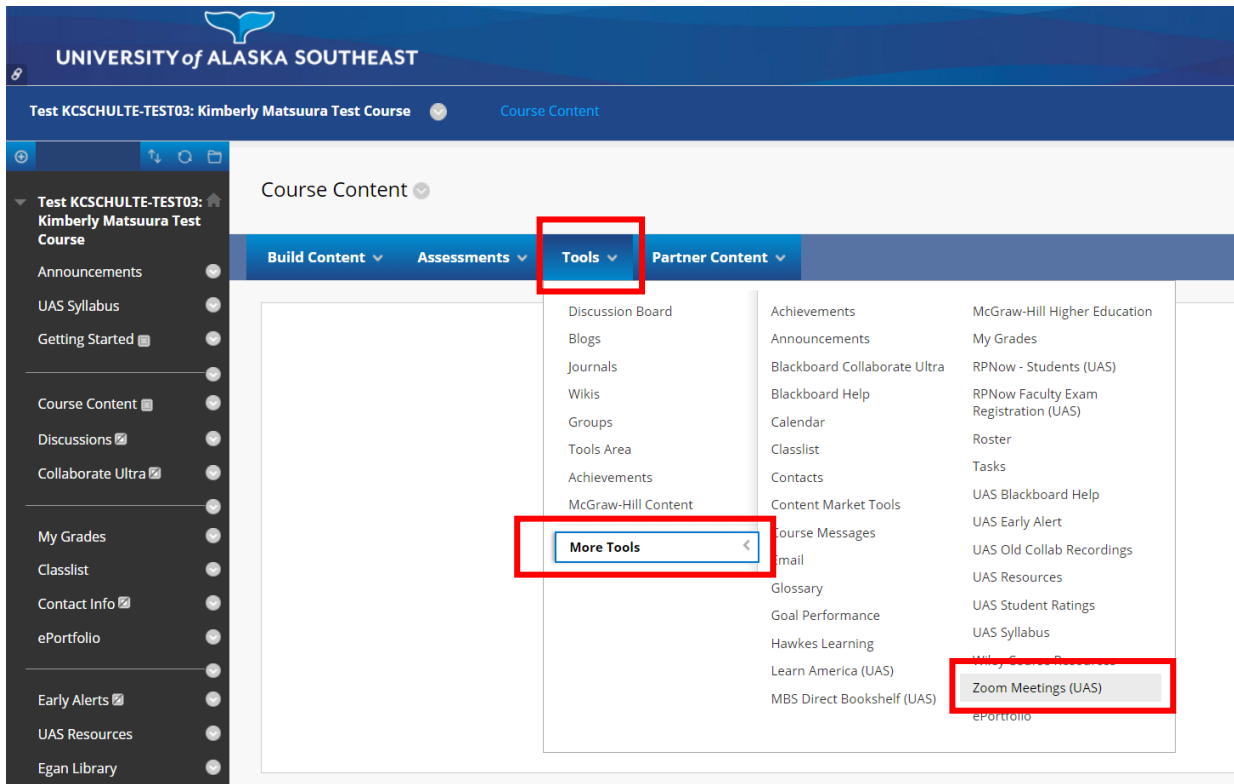 UNIVERSITY of ALASKA SOUTHEAST
Test KCSCHULTE-TEST03: Kimberly Matsuura Test Course
Course Content
Test KCSCHULTE-TEST03:
Kimberly Matsuura Test
Course
Announcements
UAS Syllabus
Getting Started
Course Content
Discussions
Collaborate Ultra
My Grades
Classlist
Contact Info
ePortfolio
Early Alerts
UAS Resources
Egan Library
Course Content
Build Content
Assessments
Tools
Partner Content
Discussion Board
Blogs
Journals
Wikis
Groups
Tools Area
Achievements
McGraw-Hill Content
More Tools
Achievements
Announcements
Blackboard Collaborate Ultra
Blackboard Help
Calendar
Classlist
Contacts
Content Market Tools
Course Messages
Email
Glossary
Goal Performance
Hawkes Learning
Learn America (UAS)
MBS Direct Bookshelf (UAS)
McGraw-Hill Higher Education
My Grades
RPNow - Students (UAS)
RPNow Faculty Exam
Registration (UAS)
Roster
Tasks
UAS Blackboard Help
UAS Early Alert
UAS Old Collab Recordings
UAS Resources
UAS Student Ratings
UAS Syllabus
Wiley Course Resources
Zoom Meetings (UAS)
ePortfolio